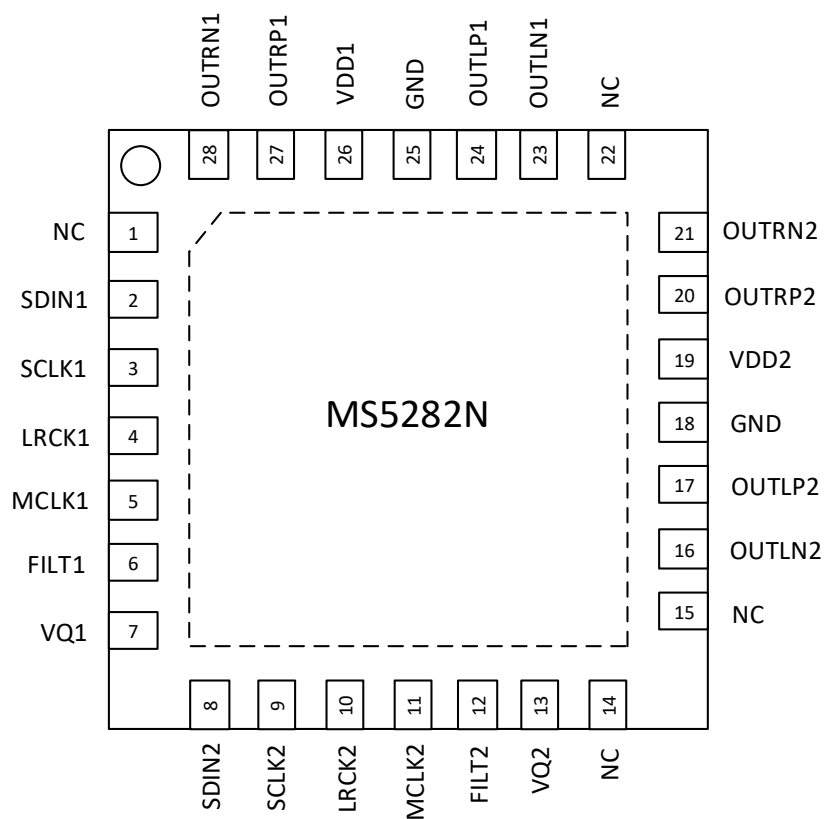 OUTRN1
OUTRP1
VDD1
GND
OUTLP1
OUTLN1
NC
28
27
26
25
24
23
22
NC
1
SDIN1
2
SCLK1
3
LRCK1
4
MCLK1
5
FILT1
6
VQ1
7
MS5282N
21
OUTRN2
20
OUTRP2
19
VDD2
18
GND
17
OUTLP2
16
OUTLN2
15
NC
8
9
10
11
12
13
14
SDIN2
SCLK2
LRCK2
MCLK2
FILT2
VQ2
NC